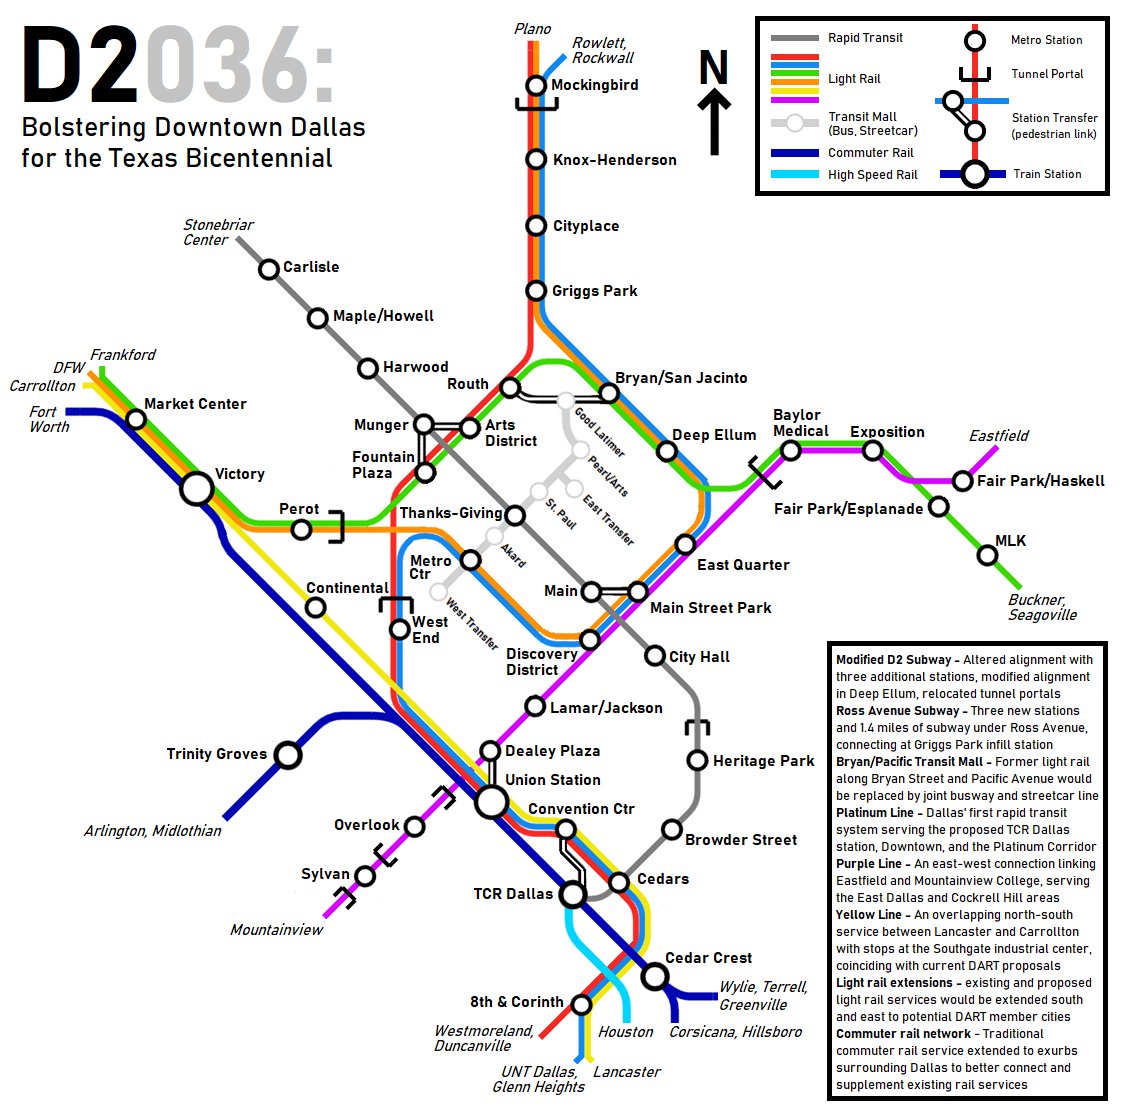 D2036:
Bolstering Downtown Dallas
for the Texas Bicentennial
Plano
Rowlett,
Rockwall
N
Rapid Transit
Light Rail
Transit Mall
(Bus, Streetcar)
Commuter Rail
High Speed Rail
Metro Station
Tunnel Portal
Station Transfer
(pedestrian link)
Train Station
Mockingbird
Knox-Henderson
Cityplace
Griggs Park
Stonebriar
Center
Carlisle
Maple/Howell
Harwood
Frankford
DFW
Carrollton
Fort
Worth
Market Center
Victory
Perot
Routh
Bryan/San Jacinto
Munger
Arts
District
Fountain
Plaza
Good Latimer
Deep Ellum
Baylor
Medical
Exposition
Eastfield
Fair Park/Haskell
Fair Park/Esplanade
MLK
Buckner,
Seagoville
Pearl/Arts
East Transfer
St. Paul
Thanks-Giving
Akard
Metro
Ctr
West Transfer
East Quarter
Main
Main Street Park
Continental
West
End
Discovery
District
City Hall
Lamar/Jackson
Trinity Groves
Dealey Plaza
Union Station
Heritage Park
Arlington, Midlothian
Overlook
Convention Ctr
Browder Street
Sylvan
TCR Dallas
Cedars
Mountainview
Cedar Crest
Wylie, Terrell,
Greenville
8th & Corinth
Westmoreland,
Duncanville
Houston
Corsicana, Hillsboro
UNT Dallas,
Glenn Heights
Lancaster
Modified D2 Subway - Altered alignment with
three additional stations, modified alignment
in Deep Ellum, relocated tunnel portals
Ross Avenue Subway - Three new stations
and 1.4 miles of subway under Ross Avenue,
connecting at Griggs Park infill station
Bryan/Pacific Transit Mall - Former light rail
along Bryan Street and Pacific Avenue would
be replaced by joint busway and streetcar line
Platinum Line - Dallas' first rapid transit
system serving the proposed TCR Dallas
station, Downtown, and the Platinum Corridor
Purple Line - An east-west connection linking
Eastfield and Mountainview College, serving
the East Dallas and Cockrell Hill areas
Yellow Line - An overlapping north-south
service between Lancaster and Carrollton
with stops at the Southgate industrial center,
coinciding with current DART proposals
Light rail extensions - existing and proposed
light rail services would be extended south
and east to potential DART member cities
Commuter rail network - Traditional
commuter rail service extended to exurbs
surrounding Dallas to better connect and
supplement existing rail services